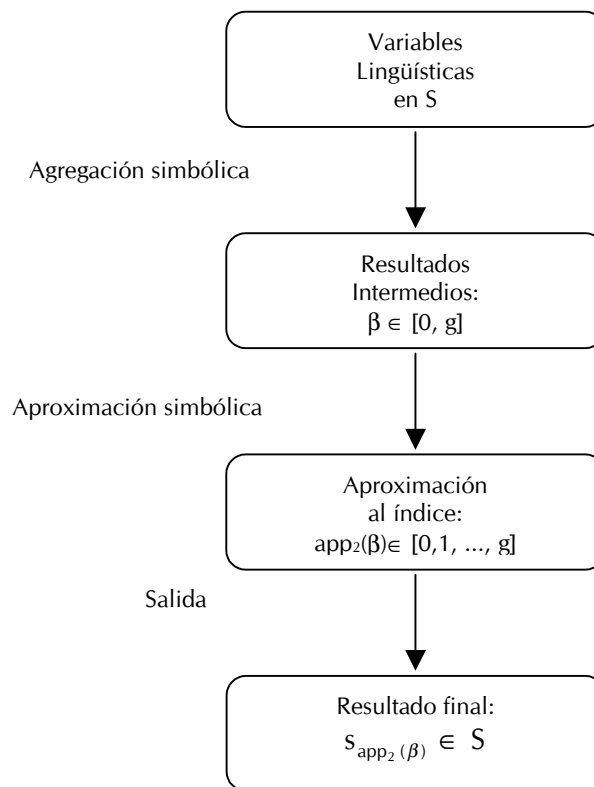 Variables
Lingüísticas
en S
Agregación simbólica
Resultados
Intermedios:
β ∈ [0, g]
Aproximación simbólica
Aproximación
al índice:
app₂(β)∈ [0,1, ..., g]
Salida
Resultado final:
s_app₂(β) ∈ S